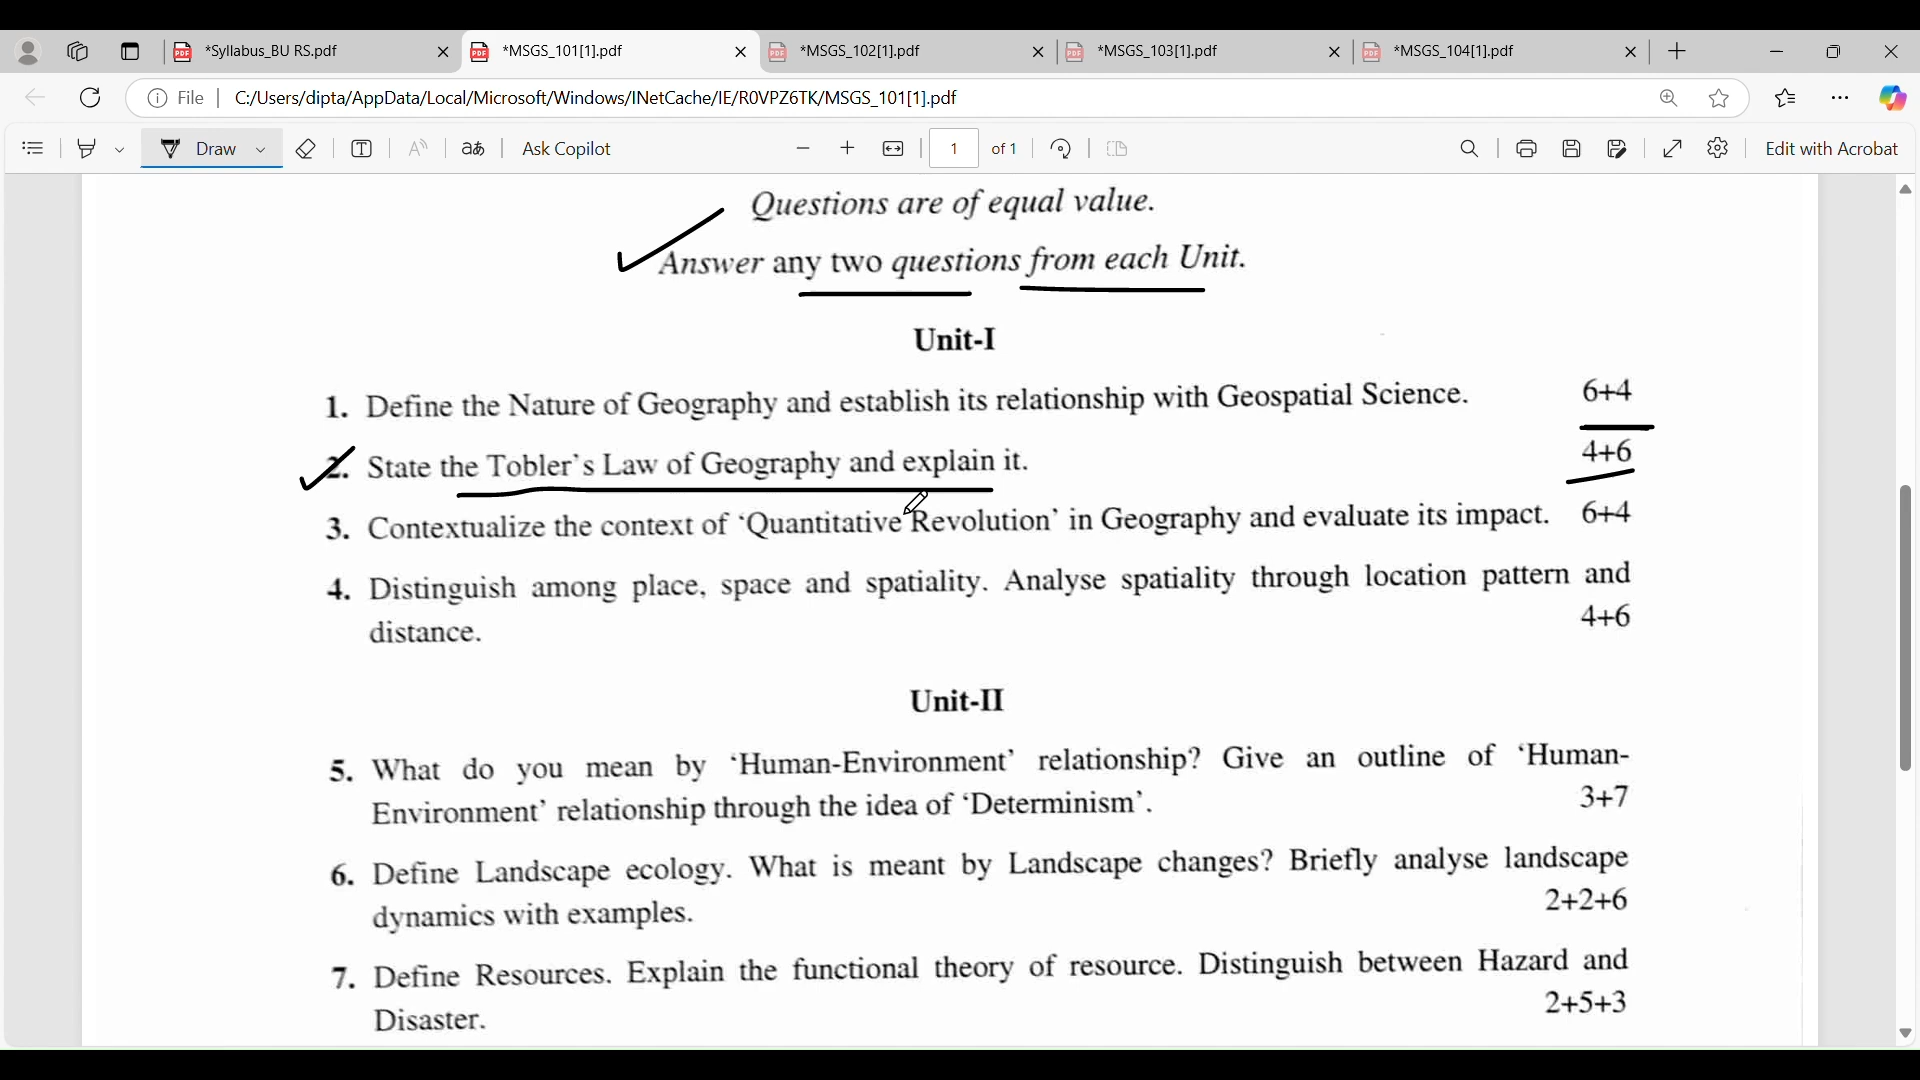 *Syllabus_BU RS.pdf
*MSGS_101[1].pdf
*MSGS_102[1].pdf
*MSGS_103[1].pdf
*MSGS_104[1].pdf
File
C:/Users/dipta/AppData/Local/Microsoft/Windows/INetCache/IE/R0VPZ6TK/MSGS_101[1].pdf
Draw
Ask Copilot
1 of 1
Edit with Acrobat
Questions are of equal value.
Answer any two questions from each Unit.
Unit-I
1. Define the Nature of Geography and establish its relationship with Geospatial Science. 6+4
2. State the Tobler's Law of Geography and explain it. 4+6
3. Contextualize the context of 'Quantitative Revolution' in Geography and evaluate its impact. 6+4
4. Distinguish among place, space and spatiality. Analyse spatiality through location pattern and
distance. 4+6
Unit-II
5. What do you mean by 'Human-Environment' relationship? Give an outline of 'Human-
Environment' relationship through the idea of 'Determinism'. 3+7
6. Define Landscape ecology. What is meant by Landscape changes? Briefly analyse landscape
dynamics with examples. 2+2+6
7. Define Resources. Explain the functional theory of resource. Distinguish between Hazard and
Disaster. 2+5+3